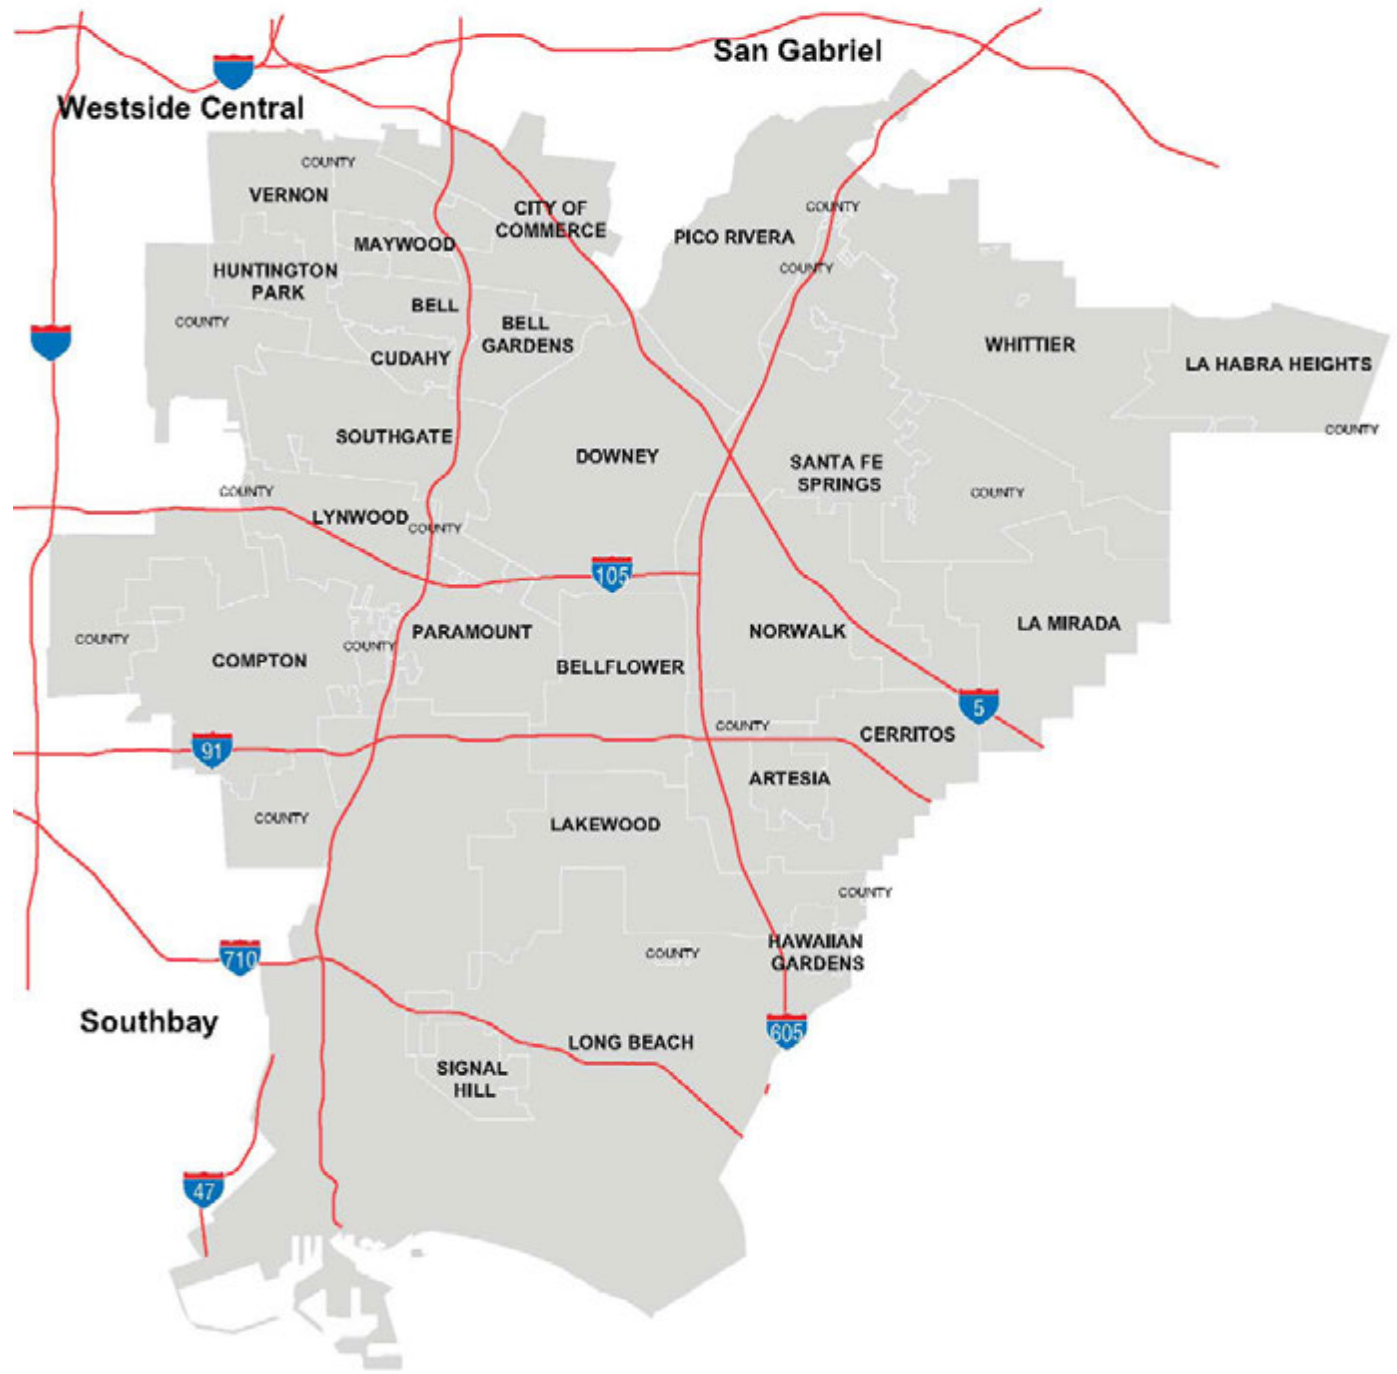 San Gabriel
Westside Central
COUNTY
VERNON
CITY OF
COMMERCE
COUNTY
PICO RIVERA
MAYWOOD
COUNTY
HUNTINGTON
PARK
BELL
COUNTY
BELL
GARDENS
WHITTIER
CUDAHY
LA HABRA HEIGHTS
COUNTY
SOUTHGATE
DOWNEY
SANTA FE
SPRINGS
COUNTY
COUNTY
LYNWOOD
COUNTY
105
COUNTY
COMPTON
COUNTY
PARAMOUNT
BELLFLOWER
NORWALK
LA MIRADA
5
COUNTY
CERRITOS
91
ARTESIA
COUNTY
LAKEWOOD
COUNTY
HAWAIIAN
GARDENS
COUNTY
710
Southbay
605
LONG BEACH
SIGNAL
HILL
47